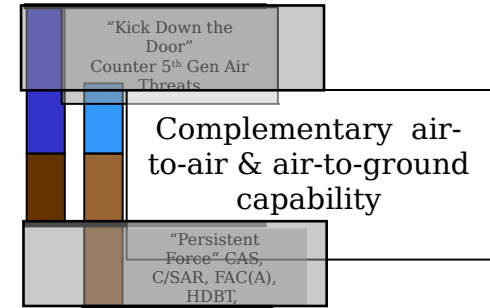 “Kick Down the
Door”
Counter 5th Gen Air
Threats
Complementary air-
to-air & air-to-ground
capability
“Persistent
Force” CAS,
C/SAR, FAC(A),
HDBT,